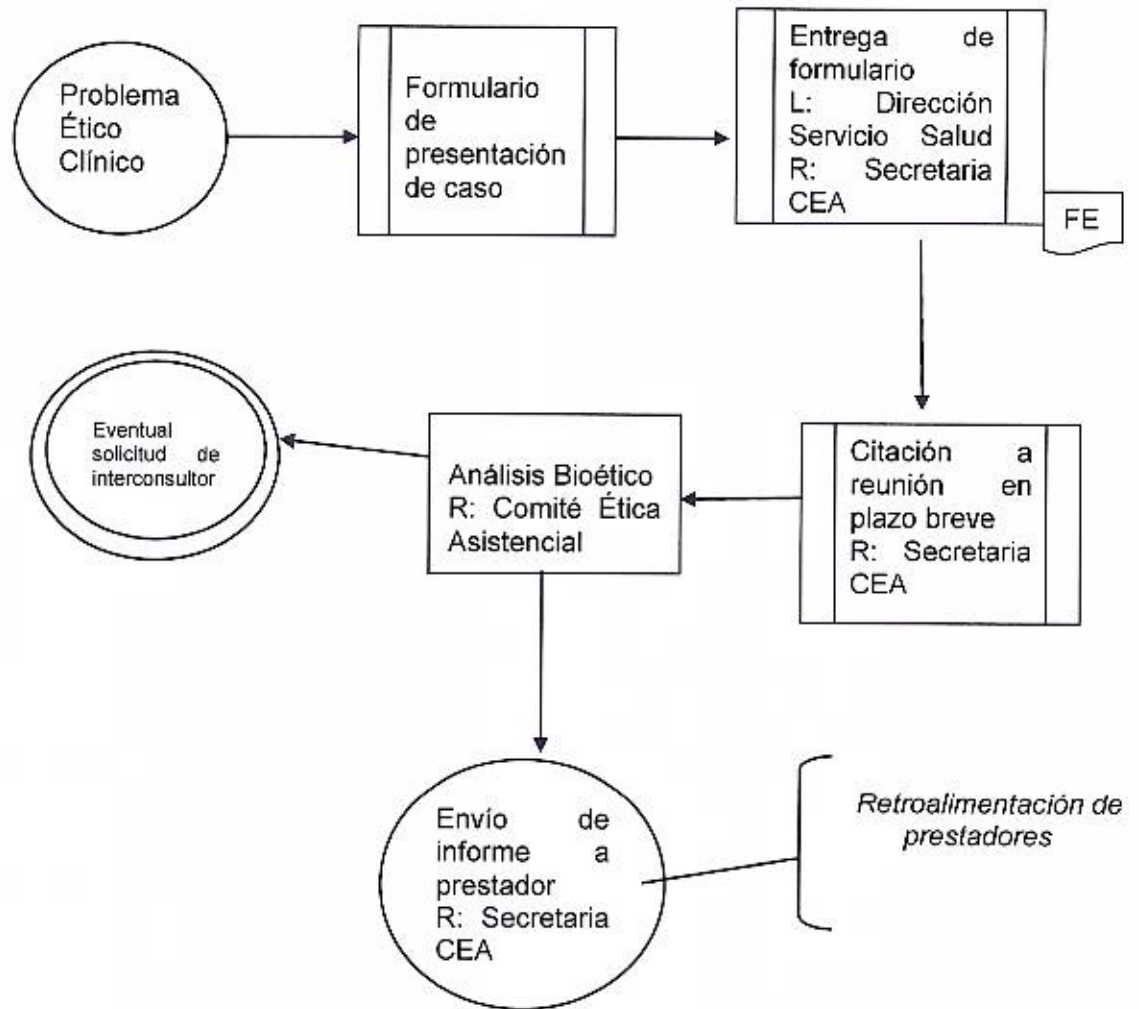 Problema
Ético
Clínico
Formulario
de
presentación
de caso
Entrega de
formulario
L: Dirección
Servicio Salud
R: Secretaria
CEA
FE
Eventual
solicitud de
interconsultor
Análisis Bioético
R: Comité Ética
Asistencial
Citación a
reunión en
plazo breve
R: Secretaria
CEA
Envío de
informe a
prestador
R: Secretaria
CEA
Retroalimentación de
prestadores